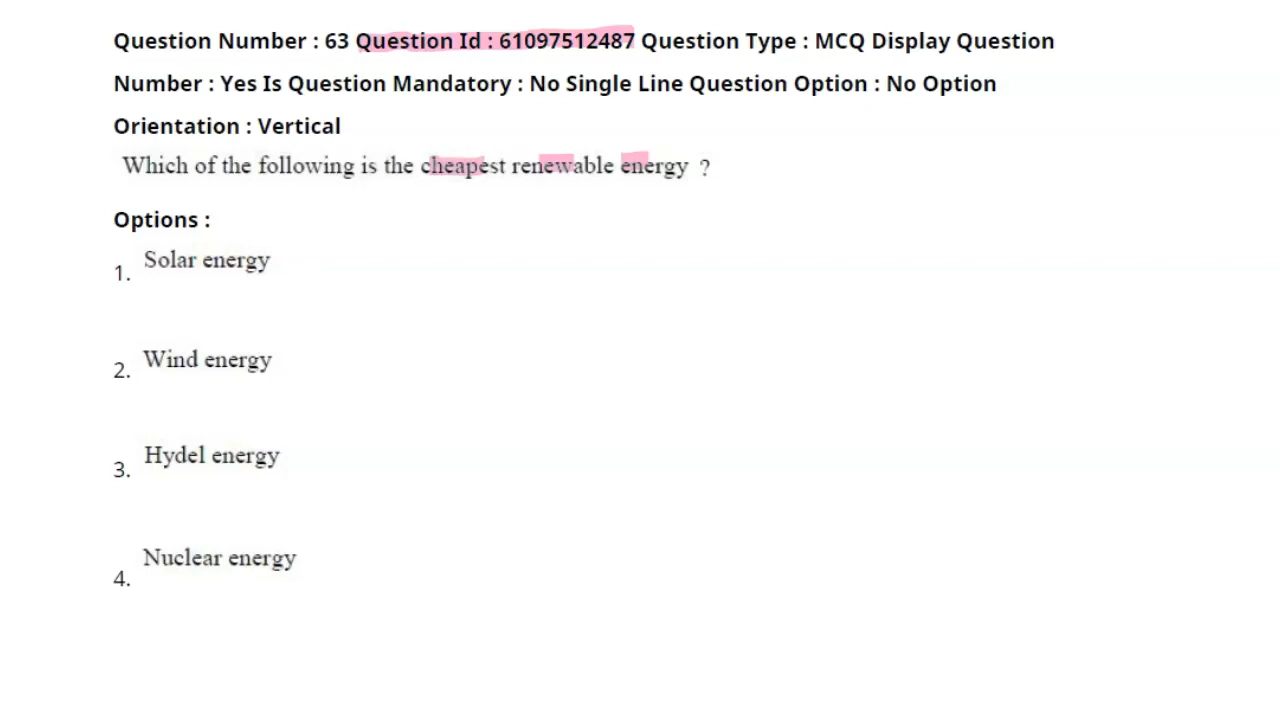 Question Number : 63 Question Id : 61097512487 Question Type : MCQ Display Question
Number : Yes Is Question Mandatory : No Single Line Question Option : No Option
Orientation : Vertical
Which of the following is the cheapest renewable energy ?
Options :
1. Solar energy
2. Wind energy
3. Hydel energy
4. Nuclear energy